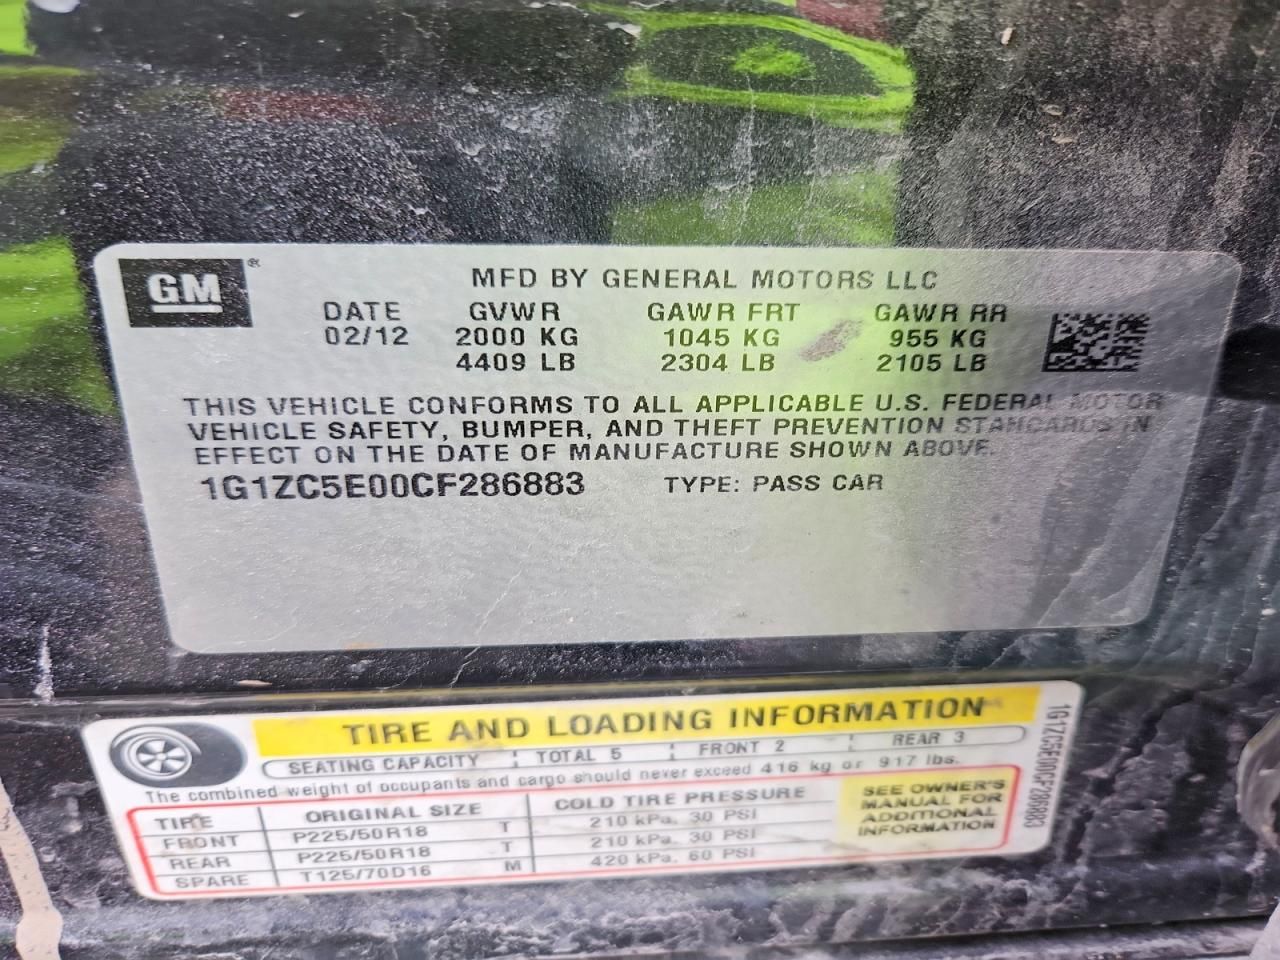 GM®
MFD BY GENERAL MOTORS LLC
DATE GVWR GAWR FRT GAWR RR
02/12 2000 KG 1045 KG 955 KG
4409 LB 2304 LB 2105 LB
THIS VEHICLE CONFORMS TO ALL APPLICABLE U.S. FEDERAL MOTOR
VEHICLE SAFETY, BUMPER, AND THEFT PREVENTION STANDARDS IN
EFFECT ON THE DATE OF MANUFACTURE SHOWN ABOVE.
1G1ZC5E00CF286883 TYPE: PASS CAR
TIRE AND LOADING INFORMATION
SEATING CAPACITY TOTAL 5 FRONT 2 REAR 3
The combined weight of occupants and cargo should never exceed 416 kg or 917 lbs.
TIRE ORIGINAL SIZE COLD TIRE PRESSURE
FRONT P225/50R18 T 210 kPa, 30 PSI
REAR P225/50R18 T 210 kPa, 30 PSI
SPARE T125/70D16 M 420 kPa, 60 PSI
SEE OWNER'S
MANUAL FOR
ADDITIONAL
INFORMATION
1G1ZC5E00CF286883